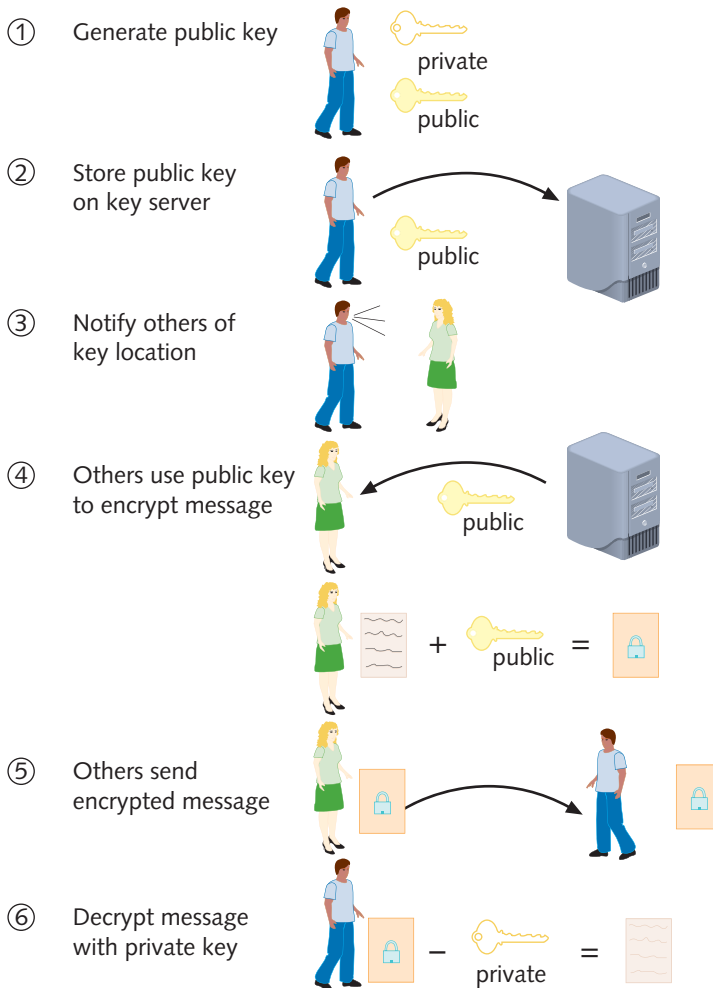 ① Generate public key
private
public
② Store public key
on key server
public
③ Notify others of
key location
④ Others use public key
to encrypt message
public
+ public =
⑤ Others send
encrypted message
⑥ Decrypt message
with private key
– private =